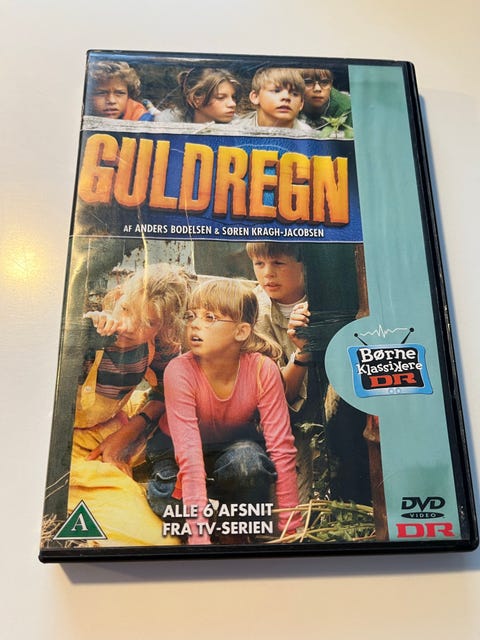 GULDREGN
AF ANDERS BODELSEN & SØREN KRAGH-JACOBSEN
Børne
Klassikere
DR
ALLE 6 AFSNIT
FRA TV-SERIEN
A
DVD
VIDEO
DR